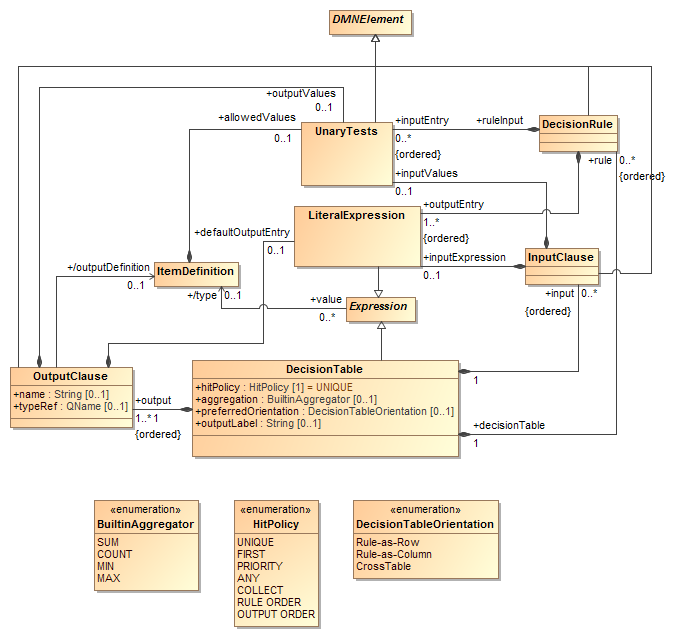 DMNElement
+outputValues
0..1
+allowedValues
0..1
UnaryTests
+inputEntry
0..*
{ordered}
+ruleInput
DecisionRule
+rule
0..*
{ordered}
+inputValues
0..1
LiteralExpression
+outputEntry
1..*
{ordered}
+defaultOutputEntry
0..1
+inputExpression
0..1
InputClause
+/outputDefinition
0..1
ItemDefinition
+/type
0..1
+value
0..*
Expression
+input
0..*
{ordered}
OutputClause
+name : String [0..1]
+typeRef : QName [0..1]
+output
1..*
1
{ordered}
DecisionTable
+hitPolicy : HitPolicy [1] = UNIQUE
+aggregation : BuiltinAggregator [0..1]
+preferredOrientation : DecisionTableOrientation [0..1]
+outputLabel : String [0..1]
1
+decisionTable
1
«enumeration»
BuiltinAggregator
SUM
COUNT
MIN
MAX
«enumeration»
HitPolicy
UNIQUE
FIRST
PRIORITY
ANY
COLLECT
RULE ORDER
OUTPUT ORDER
«enumeration»
DecisionTableOrientation
Rule-as-Row
Rule-as-Column
CrossTable